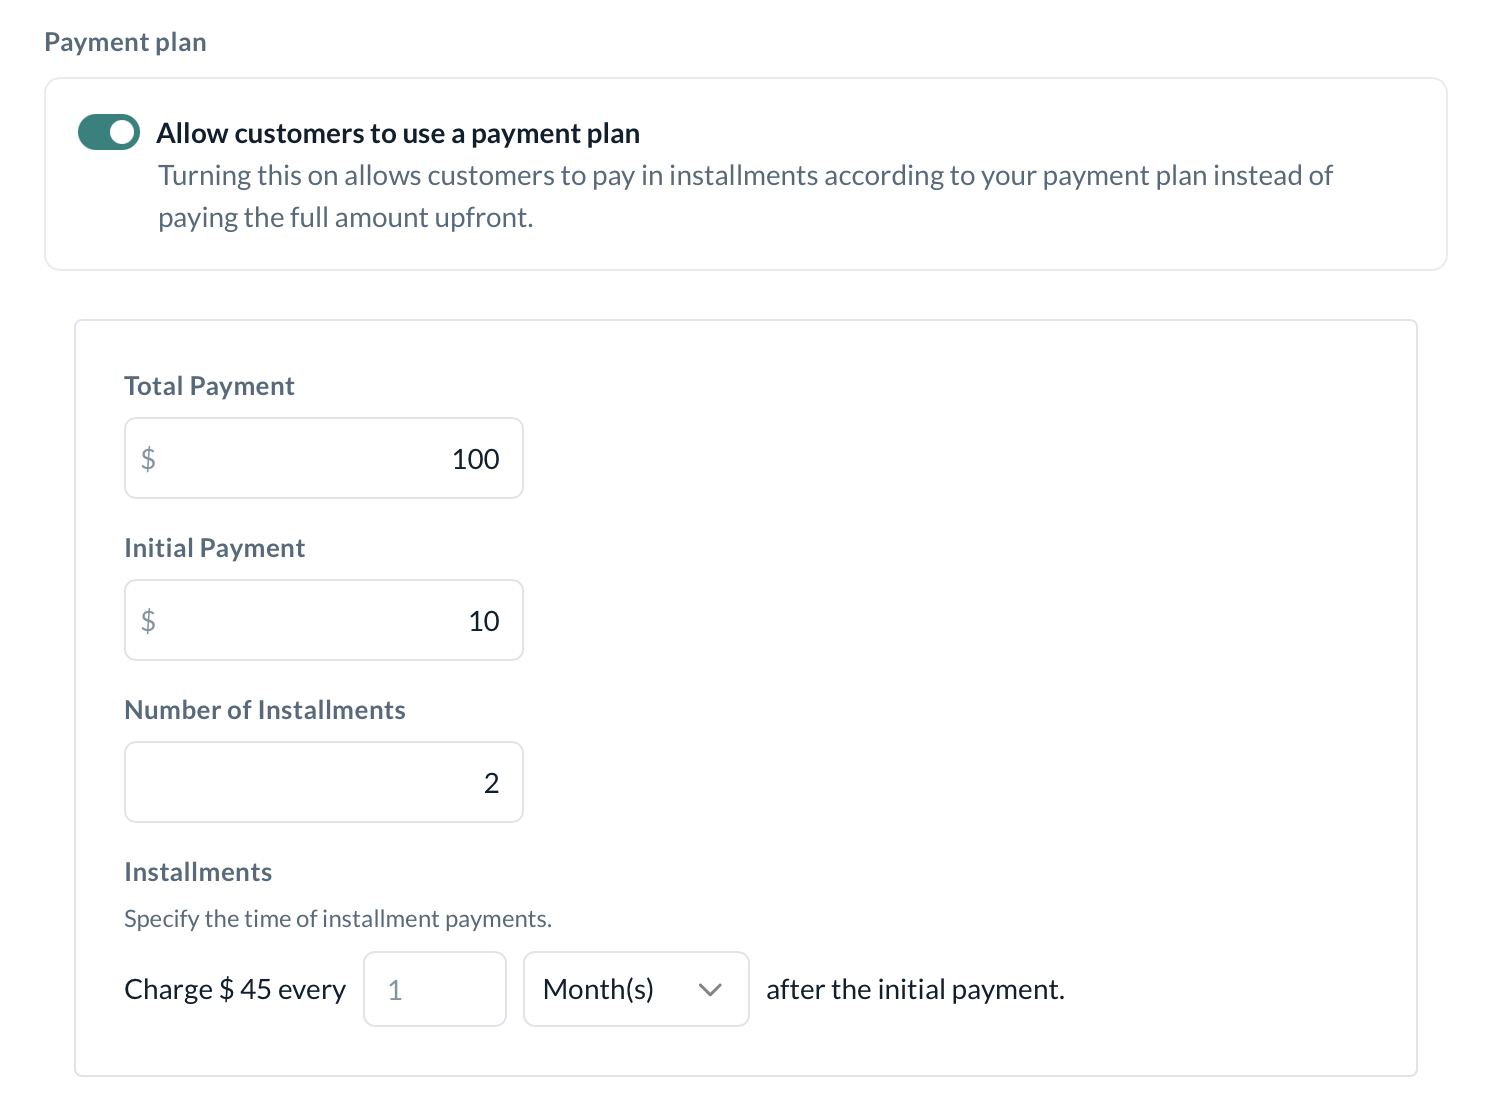 Payment plan
Allow customers to use a payment plan
Turning this on allows customers to pay in installments according to your payment plan instead of
paying the full amount upfront.
Total Payment
$ 100
Initial Payment
$ 10
Number of Installments
2
Installments
Specify the time of installment payments.
Charge $ 45 every 1 Month(s) after the initial payment.